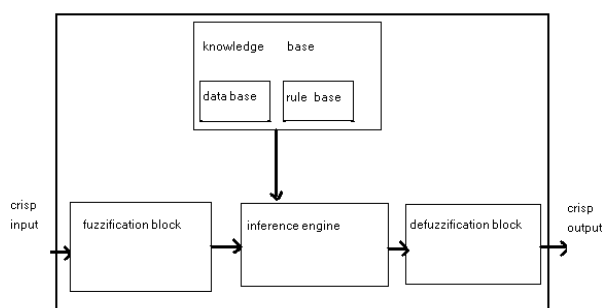 knowledge base
data base
rule base
crisp
input
fuzzification block
inference engine
defuzzification block
crisp
output